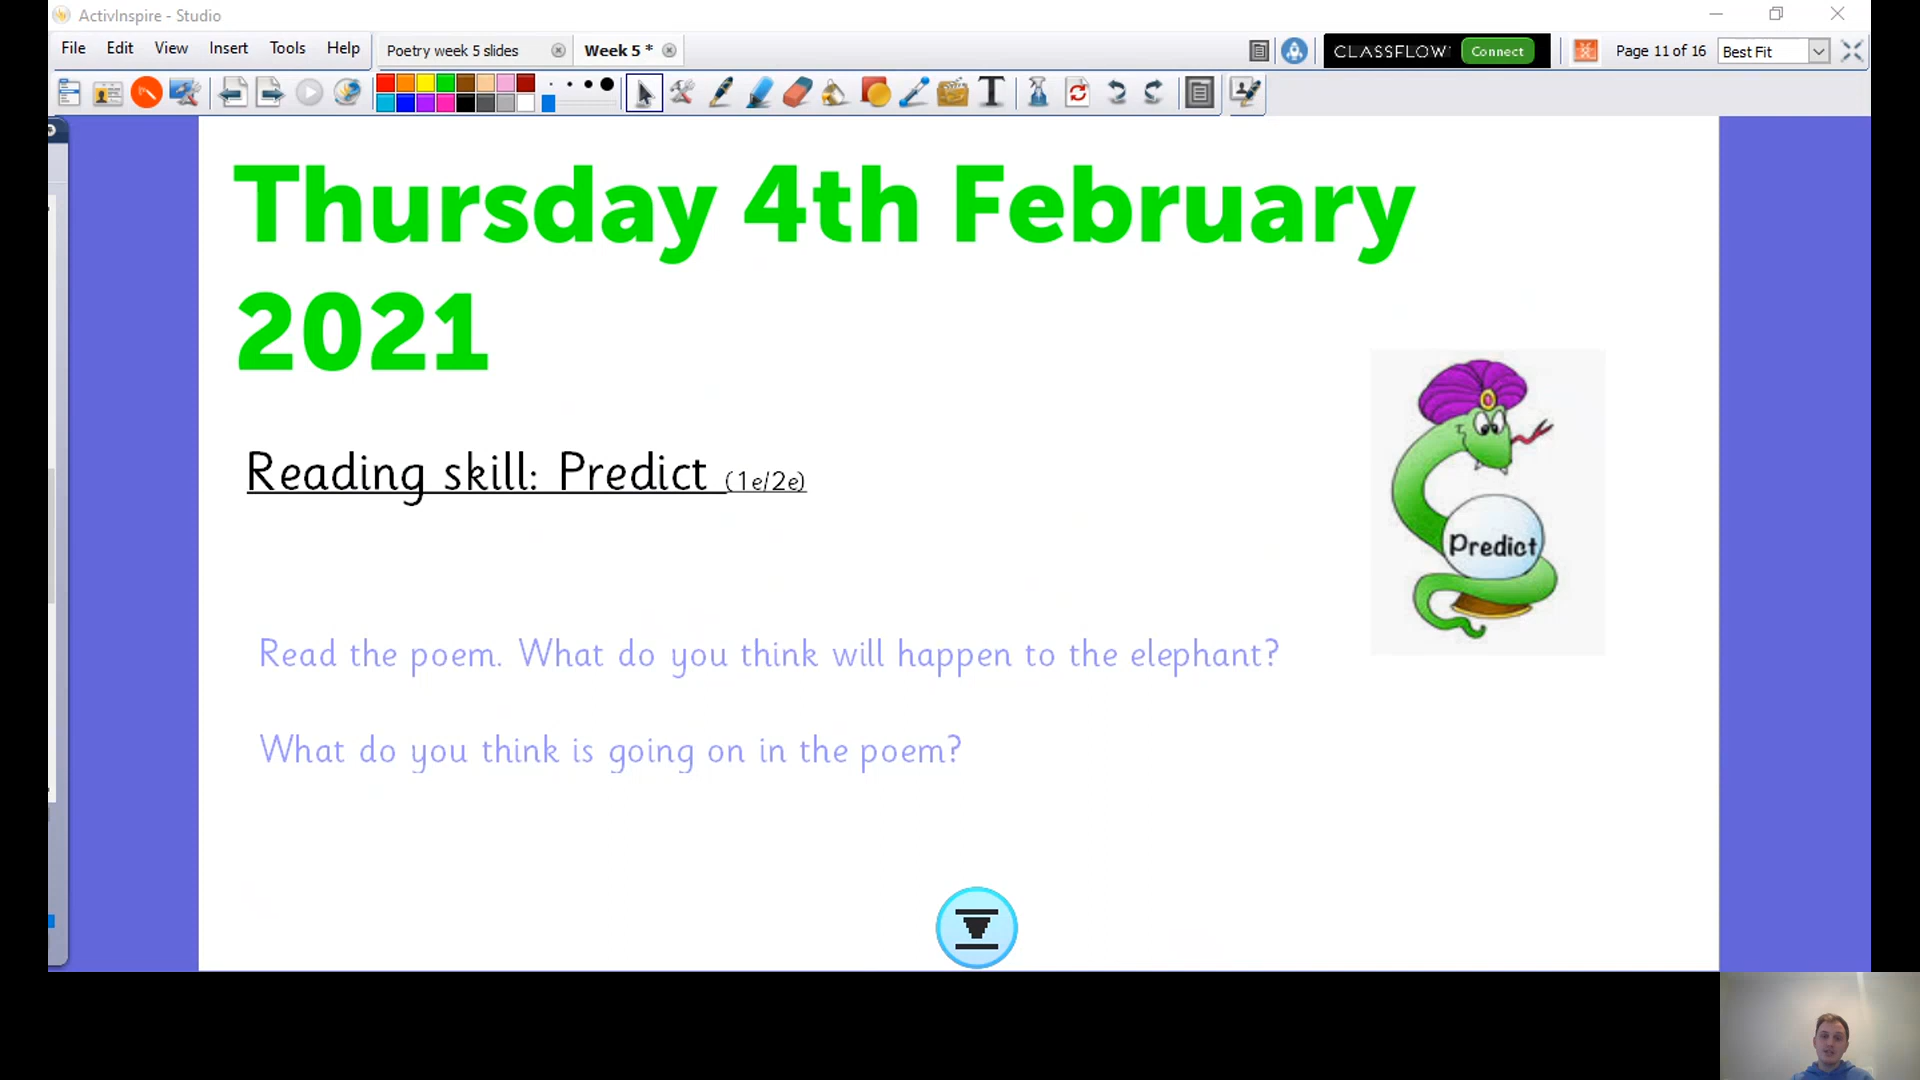 ActivInspire - Studio
File Edit View Insert Tools Help
Poetry week 5 slides
Week 5 *
CLASSFLOW
Connect
Page 11 of 16
Best Fit
T
Thursday 4th February
2021
Reading skill: Predict (1e/2e)
Predict
Read the poem. What do you think will happen to the elephant?
What do you think is going on in the poem?